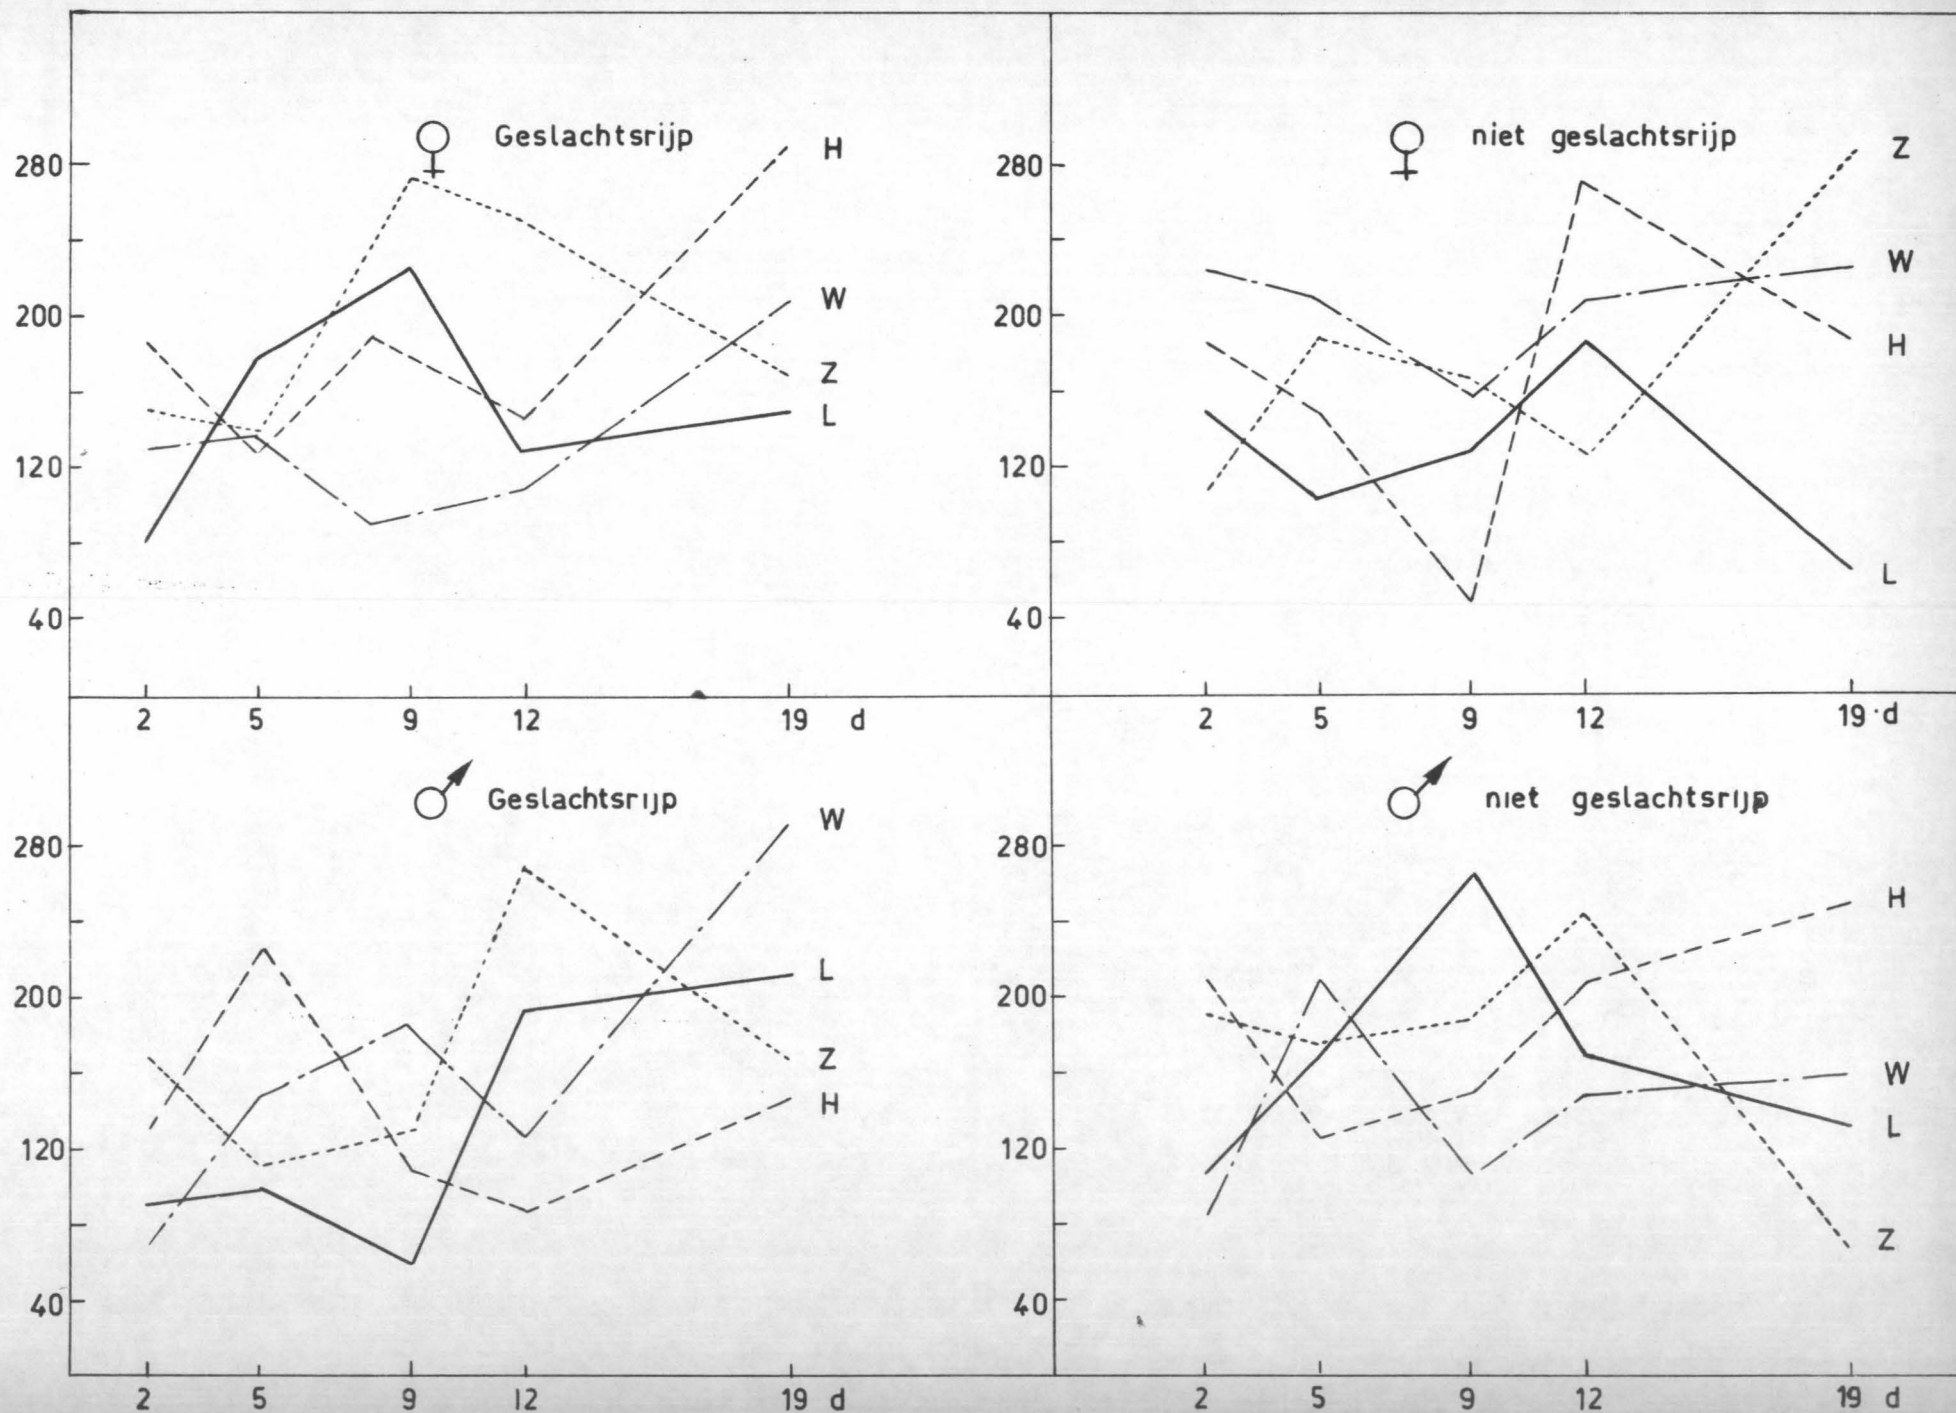 ♀ Geslachtsrijp
H
280
W
200
Z
L
120
40
2 5 9 12 19 d
♀ niet geslachtsrijp
Z
280
W
200
H
120
L
40
2 5 9 12 19 d
♂ Geslachtsrijp
W
280
L
200
Z
H
120
40
2 5 9 12 19 d
♂ niet geslachtsrijp
280
H
200
W
L
120
Z
40
2 5 9 12 19 d